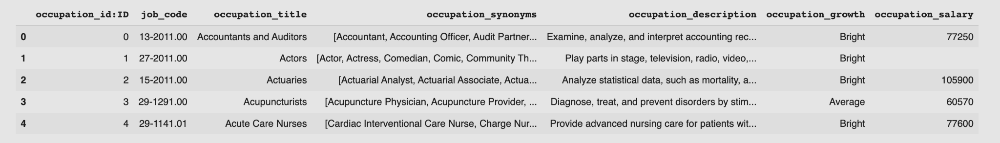 occupation_id:ID job_code occupation_title occupation_synonyms occupation_description occupation_growth occupation_salary
0 0 13-2011.00 Accountants and Auditors [Accountant, Accounting Officer, Audit Partner... Examine, analyze, and interpret accounting rec... Bright 77250
1 1 27-2011.00 Actors [Actor, Actress, Comedian, Comic, Community Th... Play parts in stage, television, radio, video,... Bright
2 2 15-2011.00 Actuaries [Actuarial Analyst, Actuarial Associate, Actua... Analyze statistical data, such as mortality, a... Bright 105900
3 3 29-1291.00 Acupuncturists [Acupuncture Physician, Acupuncture Provider, ... Diagnose, treat, and prevent disorders by stim... Average 60570
4 4 29-1141.01 Acute Care Nurses [Cardiac Interventional Care Nurse, Charge Nur... Provide advanced nursing care for patients wit... Bright 77600